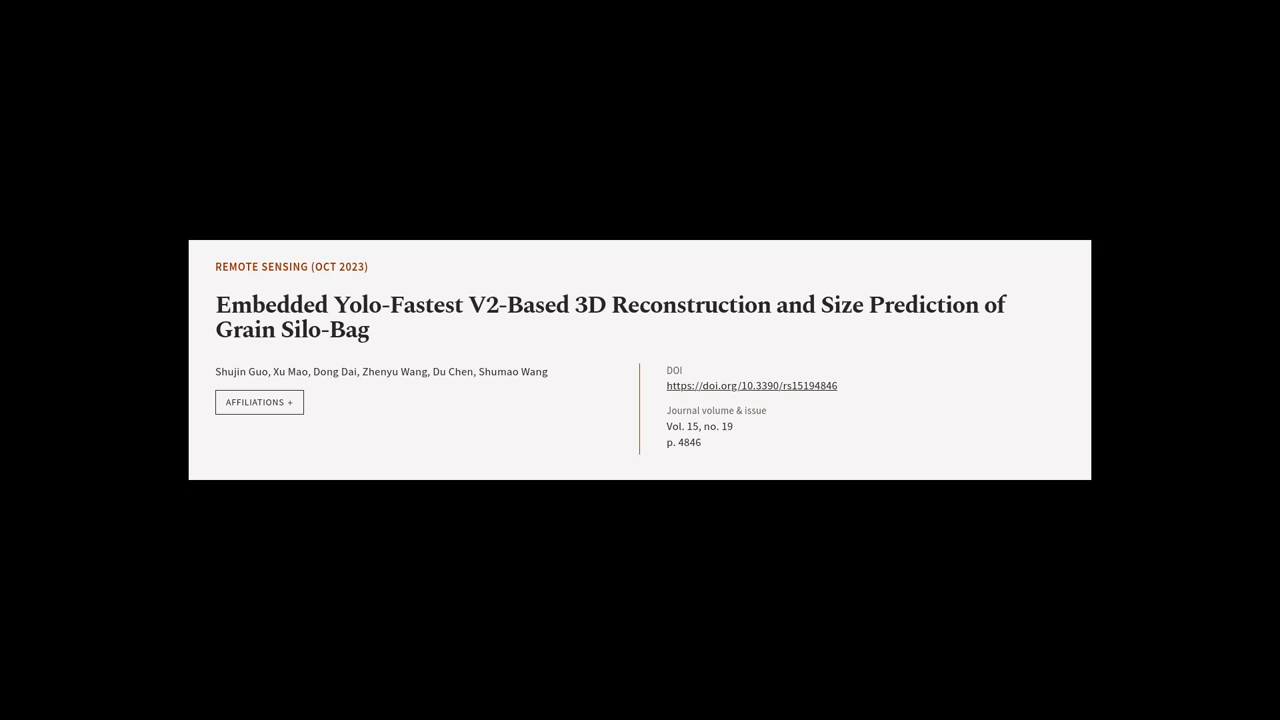 REMOTE SENSING (OCT 2023)
Embedded Yolo-Fastest V2-Based 3D Reconstruction and Size Prediction of
Grain Silo-Bag
Shujin Guo, Xu Mao, Dong Dai, Zhenyu Wang, Du Chen, Shumao Wang
AFFILIATIONS +
DOI
https://doi.org/10.3390/rs15194846
Journal volume & issue
Vol. 15, no. 19
p. 4846